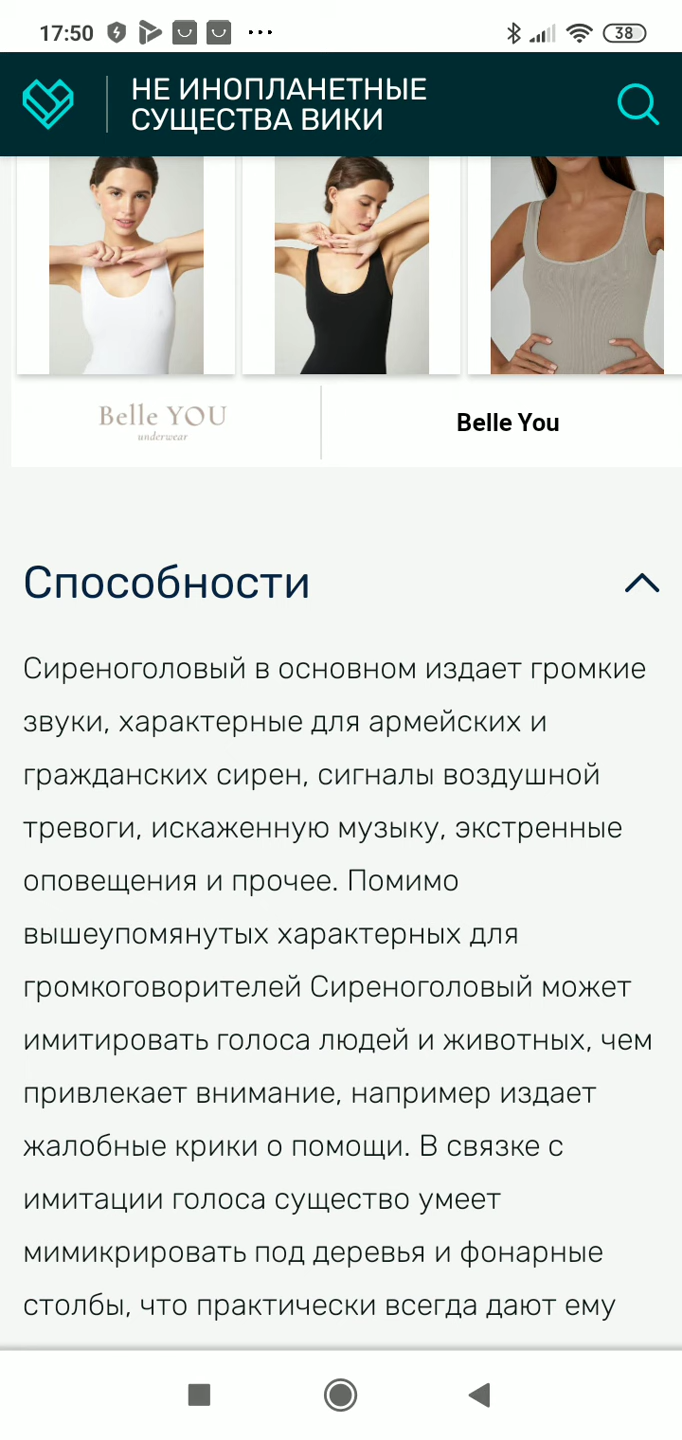 17:50
38
НЕ ИНОПЛАНЕТНЫЕ
СУЩЕСТВА ВИКИ
Belle YOU
underwear
Belle You
Способности
Сиреноголовый в основном издает громкие
звуки, характерные для армейских и
гражданских сирен, сигналы воздушной
тревоги, искаженную музыку, экстренные
оповещения и прочее. Помимо
вышеупомянутых характерных для
громкоговорителей Сиреноголовый может
имитировать голоса людей и животных, чем
привлекает внимание, например издает
жалобные крики о помощи. В связке с
имитации голоса существо умеет
мимикрировать под деревья и фонарные
столбы, что практически всегда дают ему